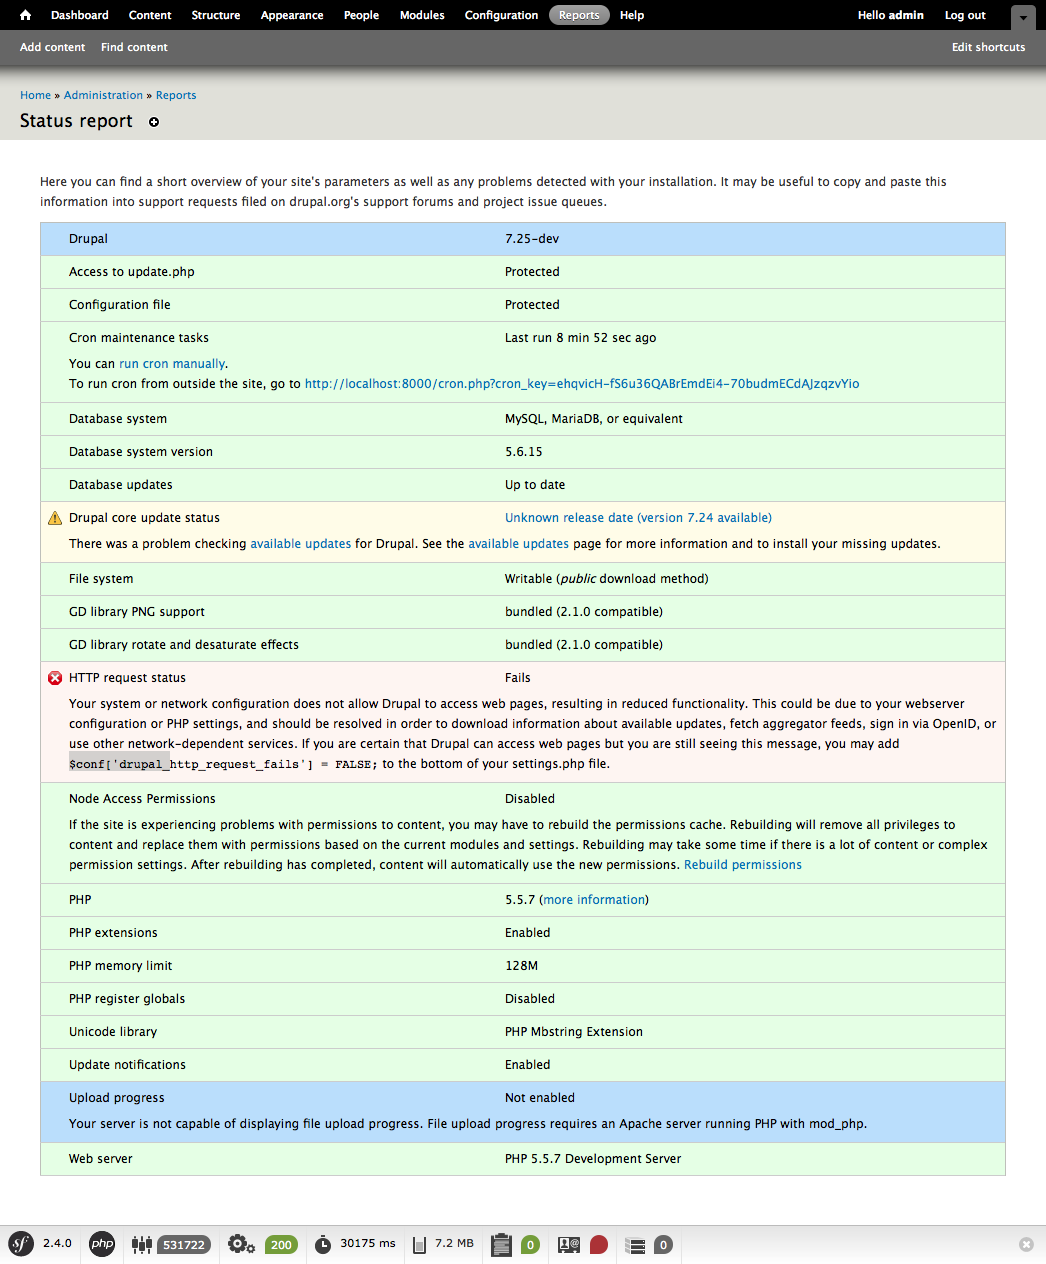 Dashboard Content Structure Appearance People Modules Configuration Reports Help Hello admin Log out
Add content Find content Edit shortcuts
Home » Administration » Reports
Status report
Here you can find a short overview of your site's parameters as well as any problems detected with your installation. It may be useful to copy and paste this
information into support requests filed on drupal.org's support forums and project issue queues.
Drupal 7.25-dev
Access to update.php Protected
Configuration file Protected
Cron maintenance tasks Last run 8 min 52 sec ago
You can run cron manually.
To run cron from outside the site, go to http://localhost:8000/cron.php?cron_key=ehqvicH-fS6u36QABrEmdEi4-70budmECdAJzqzvYio
Database system MySQL, MariaDB, or equivalent
Database system version 5.6.15
Database updates Up to date
Drupal core update status Unknown release date (version 7.24 available)
There was a problem checking available updates for Drupal. See the available updates page for more information and to install your missing updates.
File system Writable (public download method)
GD library PNG support bundled (2.1.0 compatible)
GD library rotate and desaturate effects bundled (2.1.0 compatible)
HTTP request status Fails
Your system or network configuration does not allow Drupal to access web pages, resulting in reduced functionality. This could be due to your webserver
configuration or PHP settings, and should be resolved in order to download information about available updates, fetch aggregator feeds, sign in via OpenID, or
use other network-dependent services. If you are certain that Drupal can access web pages but you are still seeing this message, you may add
$conf['drupal_http_request_fails'] = FALSE; to the bottom of your settings.php file.
Node Access Permissions Disabled
If the site is experiencing problems with permissions to content, you may have to rebuild the permissions cache. Rebuilding will remove all privileges to
content and replace them with permissions based on the current modules and settings. Rebuilding may take some time if there is a lot of content or complex
permission settings. After rebuilding has completed, content will automatically use the new permissions. Rebuild permissions
PHP 5.5.7 (more information)
PHP extensions Enabled
PHP memory limit 128M
PHP register globals Disabled
Unicode library PHP Mbstring Extension
Update notifications Enabled
Upload progress Not enabled
Your server is not capable of displaying file upload progress. File upload progress requires an Apache server running PHP with mod_php.
Web server PHP 5.5.7 Development Server
sf 2.4.0 php 531722 200 30175 ms 7.2 MB 0 0